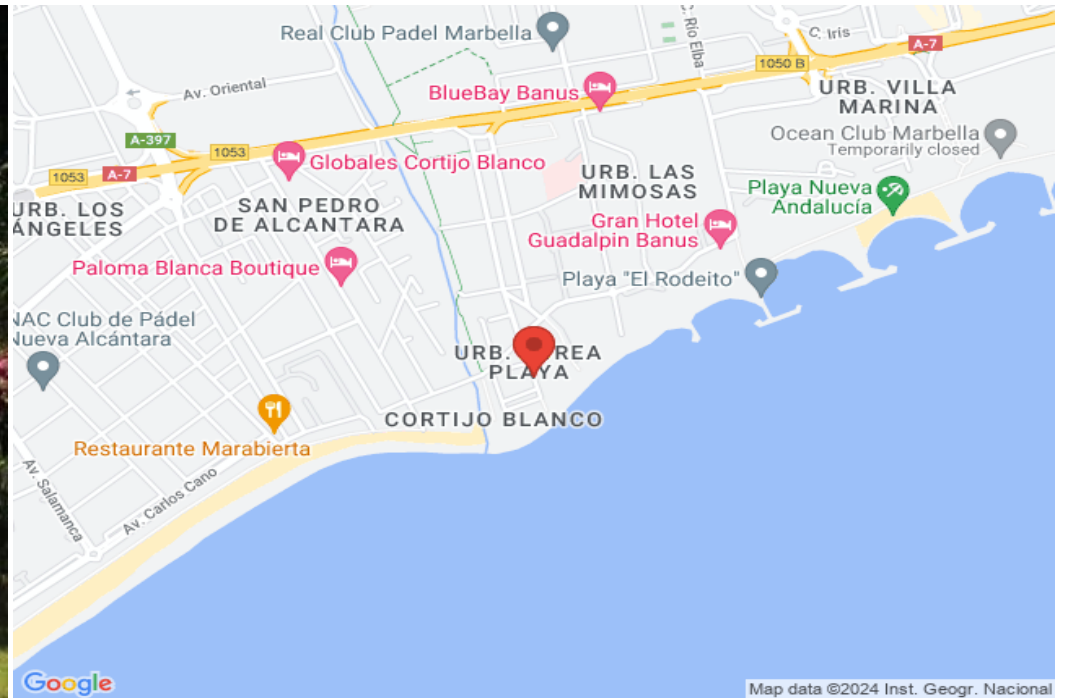 Real Club Padel Marbella
C. Iris
A-7
Río Elba
1050 B
Av. Oriental
BlueBay Banus
URB. VILLA
MARINA
A-397
1053
Globales Cortijo Blanco
Ocean Club Marbella
Temporarily closed
1053
A-7
URB. LAS
MIMOSAS
Playa Nueva
Andalucía
URB. LOS
ÁNGELES
SAN PEDRO
DE ALCANTARA
Gran Hotel
Guadalpin Banus
Paloma Blanca Boutique
Playa "El Rodeito"
NAC Club de Pádel
Nueva Alcántara
URB. REA
PLAYA
CORTIJO BLANCO
Restaurante Marabierta
Av. Salamanca
Av. Carlos Cano
Google
Map data ©2024 Inst. Geogr. Nacional